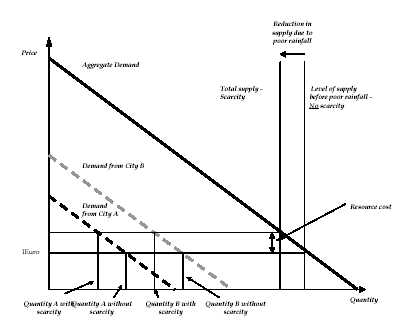 Reduction in
supply due to
poor rainfall
Price
Aggregate Demand
Total supply -
Scarcity
Level of supply
before poor rainfall -
No scarcity
Demand from City B
Demand
from City A
Resource cost
1Euro
Quantity
Quantity A with
scarcity
Quantity A without
scarcity
Quantity B with
scarcity
Quantity B without
scarcity